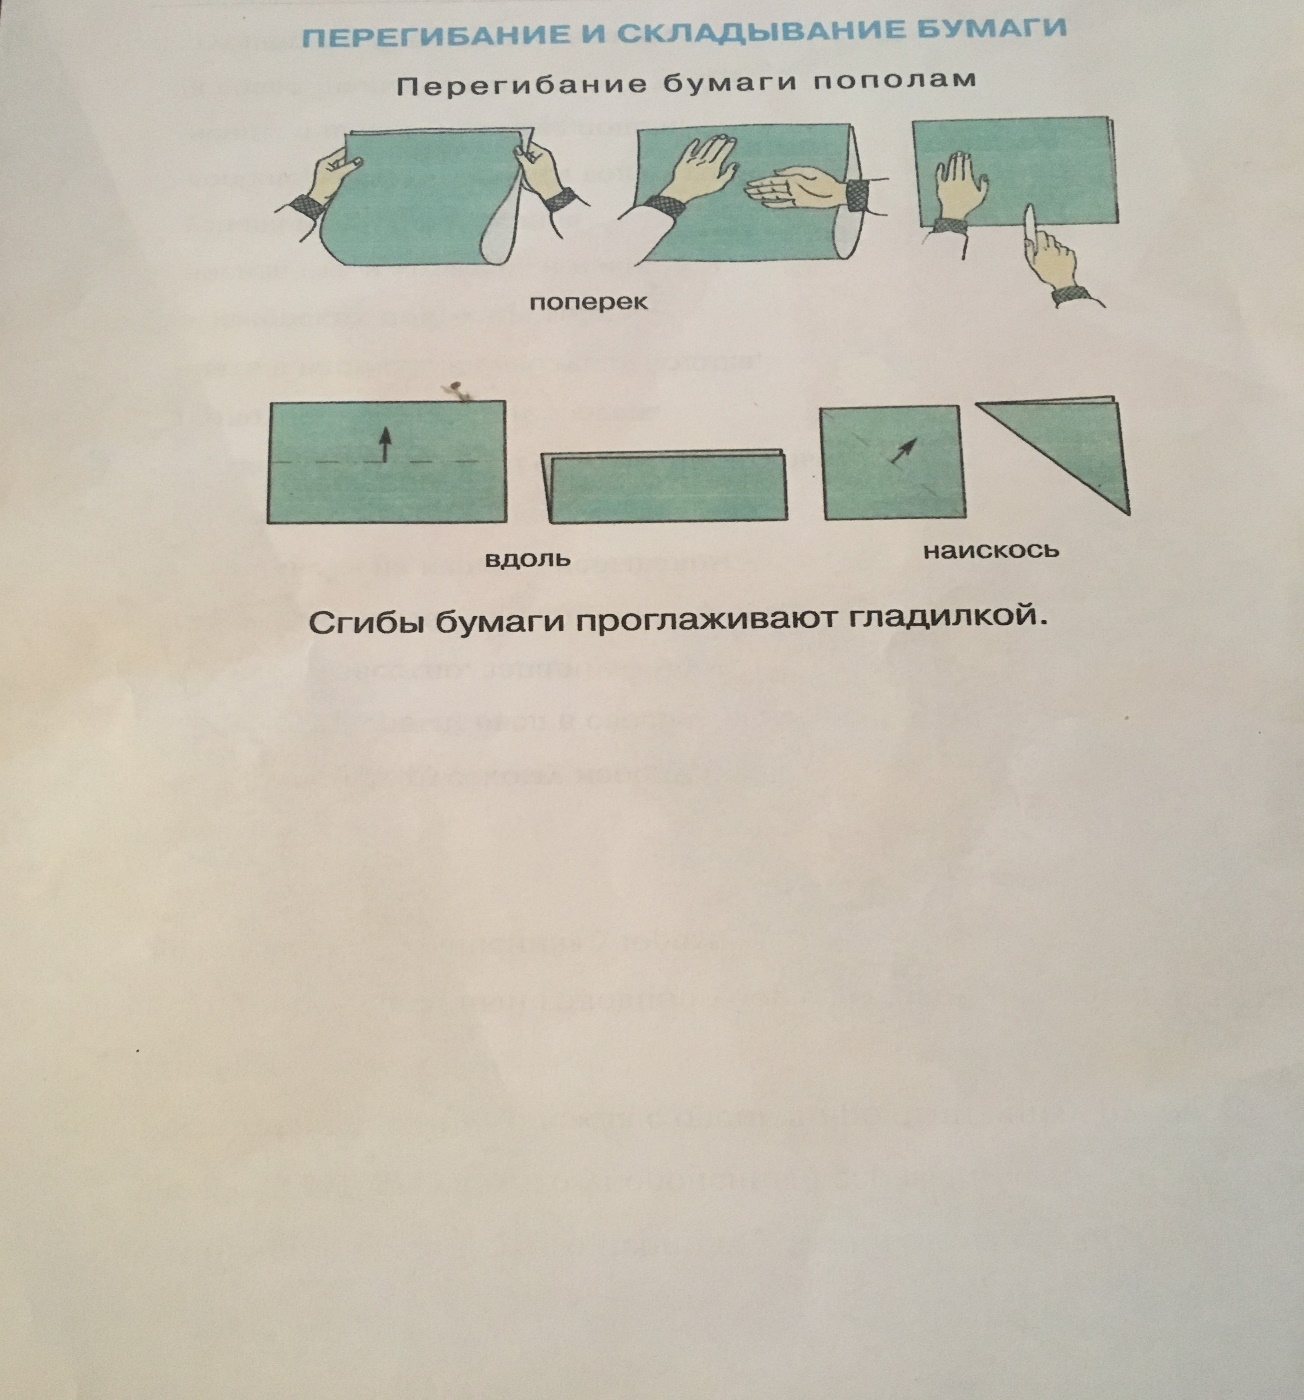 ПЕРЕГИБАНИЕ И СКЛАДЫВАНИЕ БУМАГИ
Перегибание бумаги пополам
поперек
вдоль
наискось
Сгибы бумаги проглаживают гладилкой.